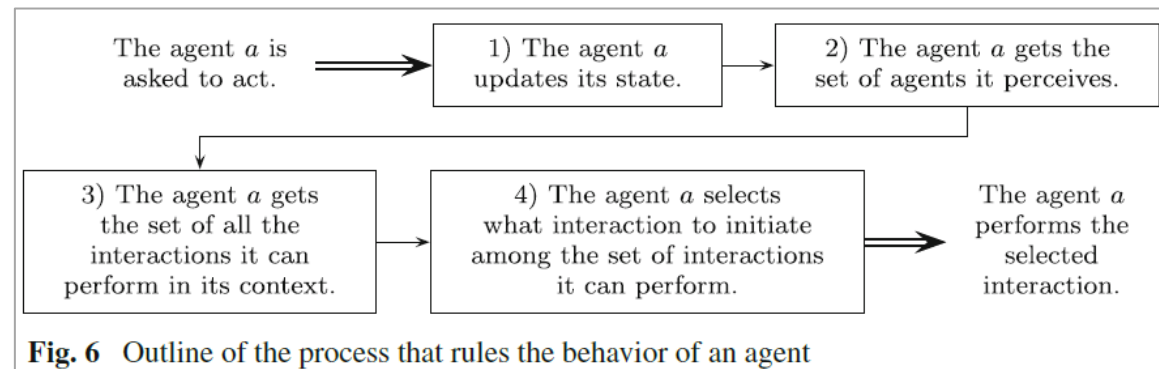 The agent a is
asked to act.
1) The agent a
updates its state.
2) The agent a gets the
set of agents it perceives.
3) The agent a gets
the set of all the
interactions it can
perform in its context.
4) The agent a selects
what interaction to initiate
among the set of interactions
it can perform.
The agent a
performs the
selected
interaction.
Fig. 6 Outline of the process that rules the behavior of an agent